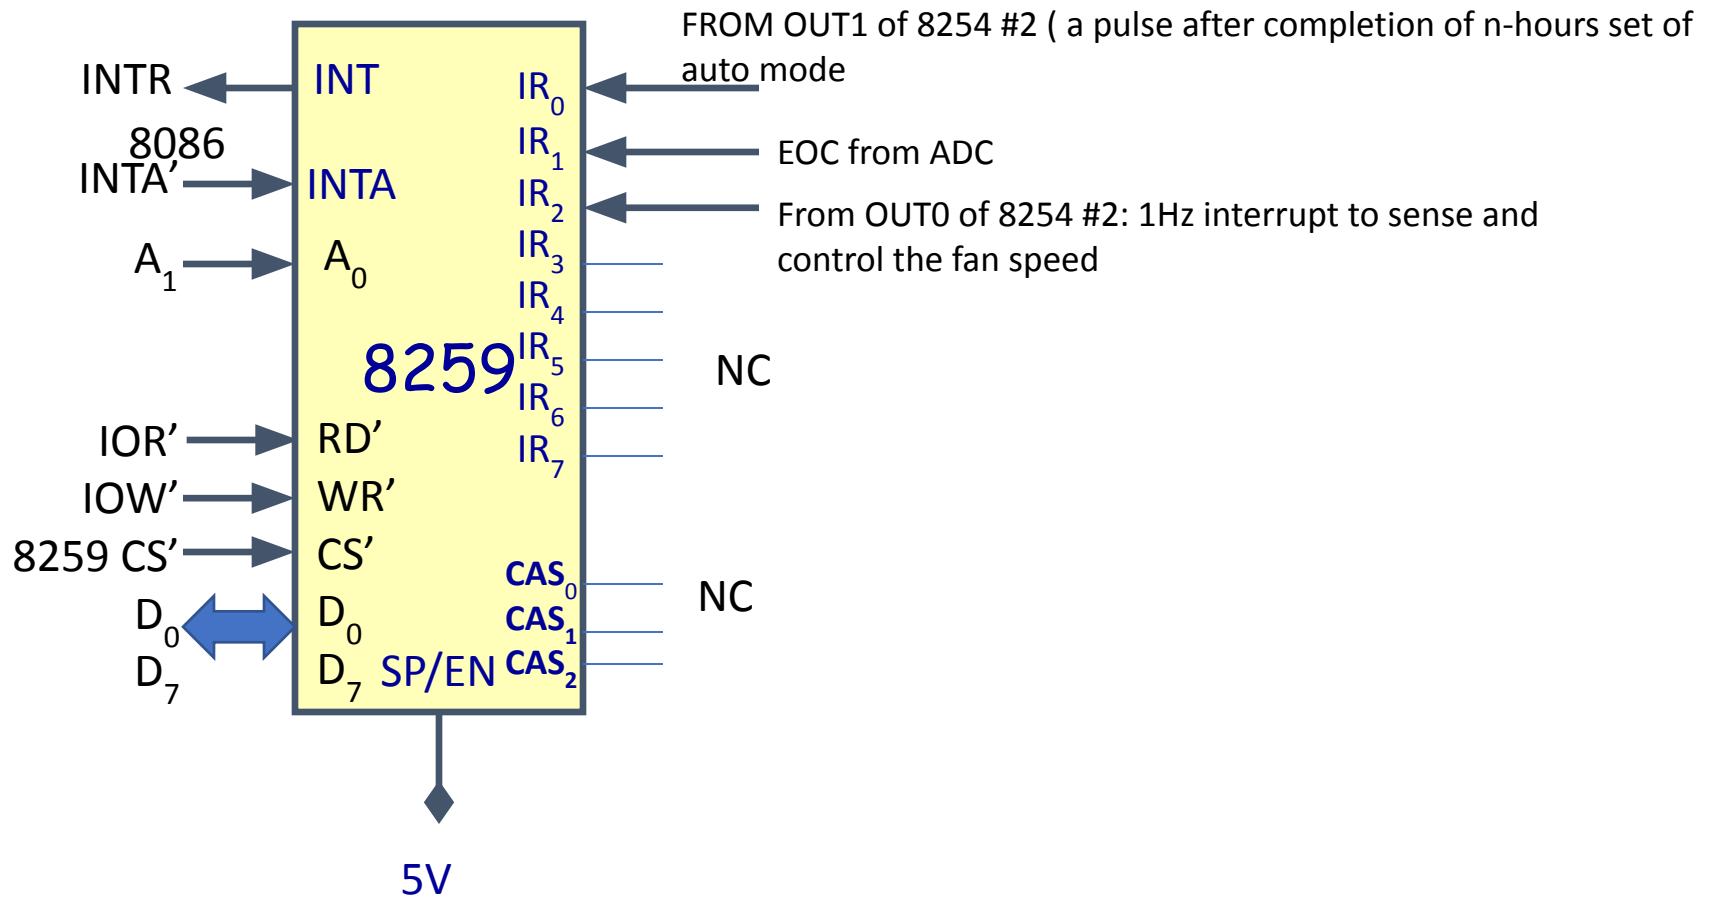 FROM OUT1 of 8254 #2 ( a pulse after completion of n-hours set of
auto mode
INTR
INT
IR0
8086
IR1
EOC from ADC
INTA’
INTA
IR2
From OUT0 of 8254 #2: 1Hz interrupt to sense and
control the fan speed
A1
A0
IR3
IR4
8259
IR5
NC
IR6
IOR’
RD’
IR7
IOW’
WR’
8259 CS’
CS’
CAS0
NC
D0
D0
CAS1
D7
D7
SP/EN
CAS2
5V